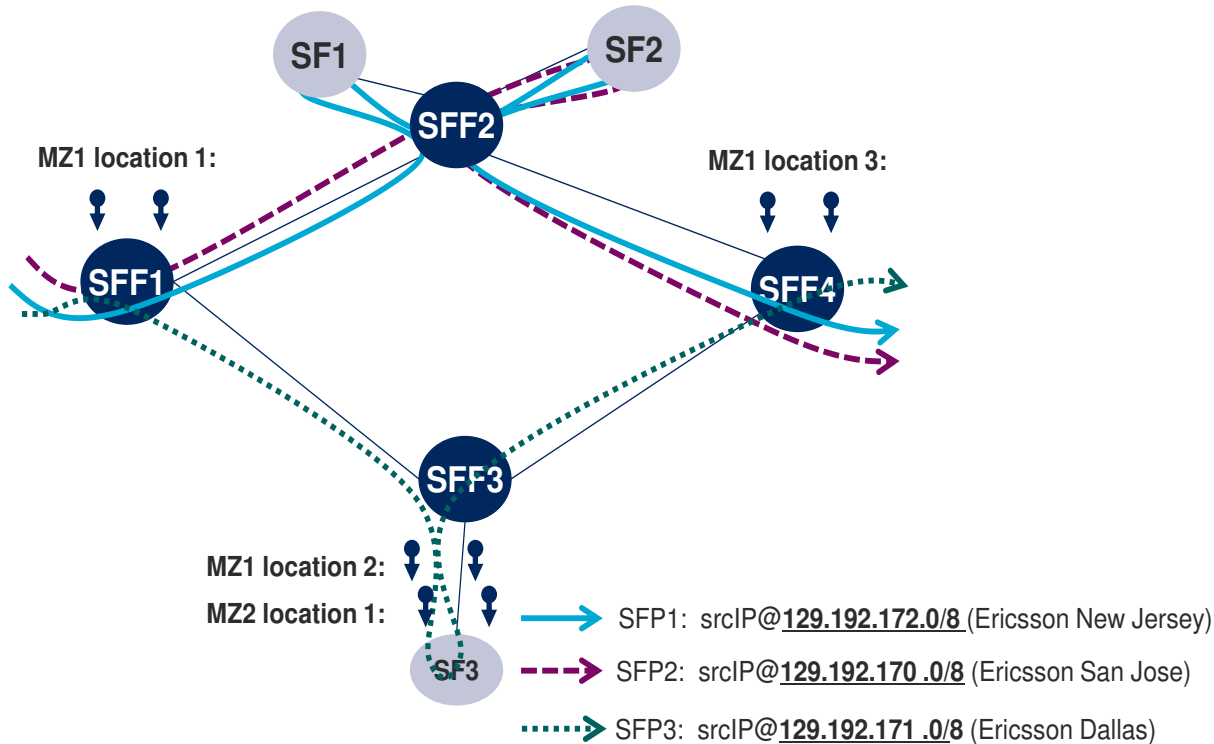 SF1
SF2
SFF2
MZ1 location 1:
MZ1 location 3:
SFF1
SFF4
SFF3
MZ1 location 2:
MZ2 location 1:
SF3
SFP1: srcIP@129.192.172.0/8 (Ericsson New Jersey)
SFP2: srcIP@129.192.170 .0/8 (Ericsson San Jose)
SFP3: srcIP@129.192.171 .0/8 (Ericsson Dallas)